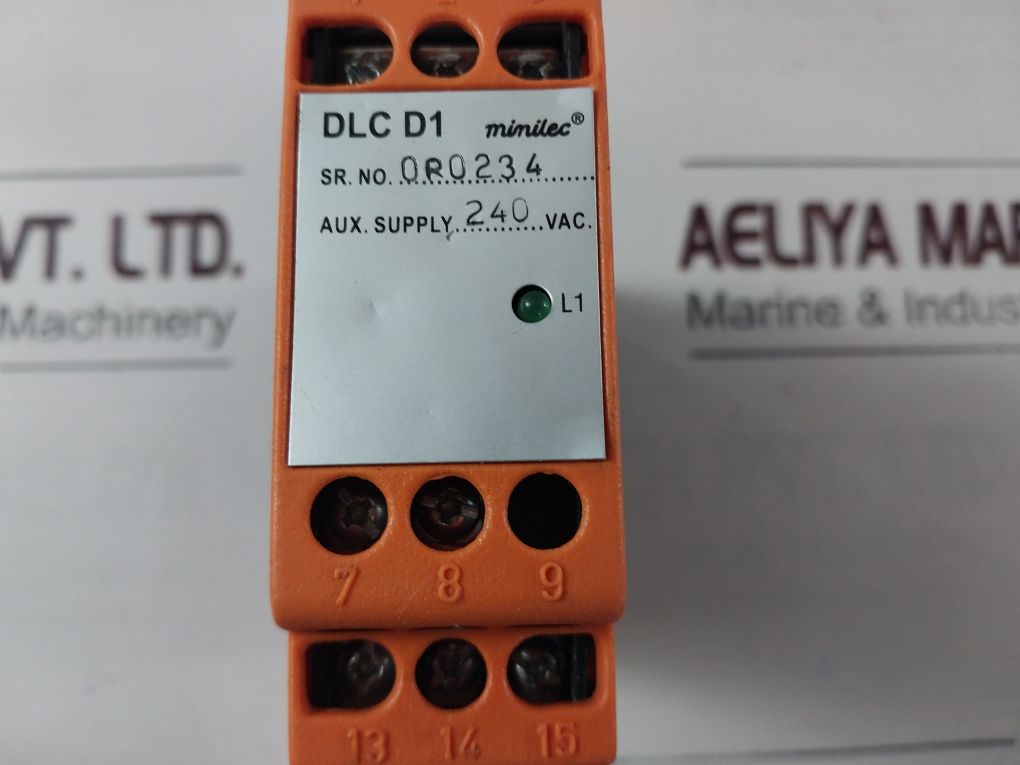 DLC D1 minilec®
SR. NO. 0R0234
AUX. SUPPLY 240 VAC.
L1
VT. LTD.
Machinery
AELIYA MAR
Marine & Indus
7 8 9
13 14 15